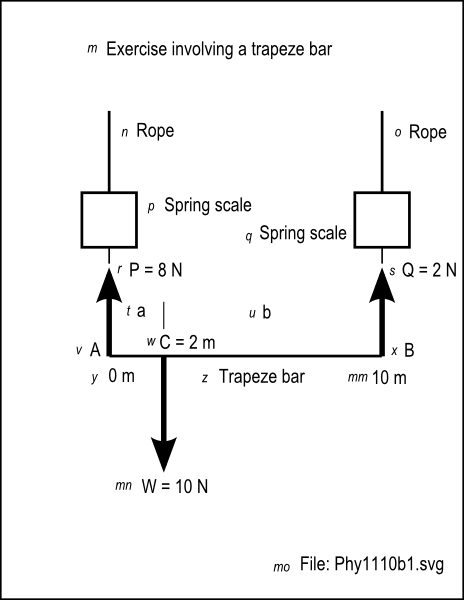 m Exercise involving a trapeze bar
n Rope
o Rope
p Spring scale
q Spring scale
r P = 8 N
s Q = 2 N
t a
u b
w C = 2 m
v A
x B
y 0 m
z Trapeze bar
mm 10 m
mn W = 10 N
mo File: Phy1110b1.svg